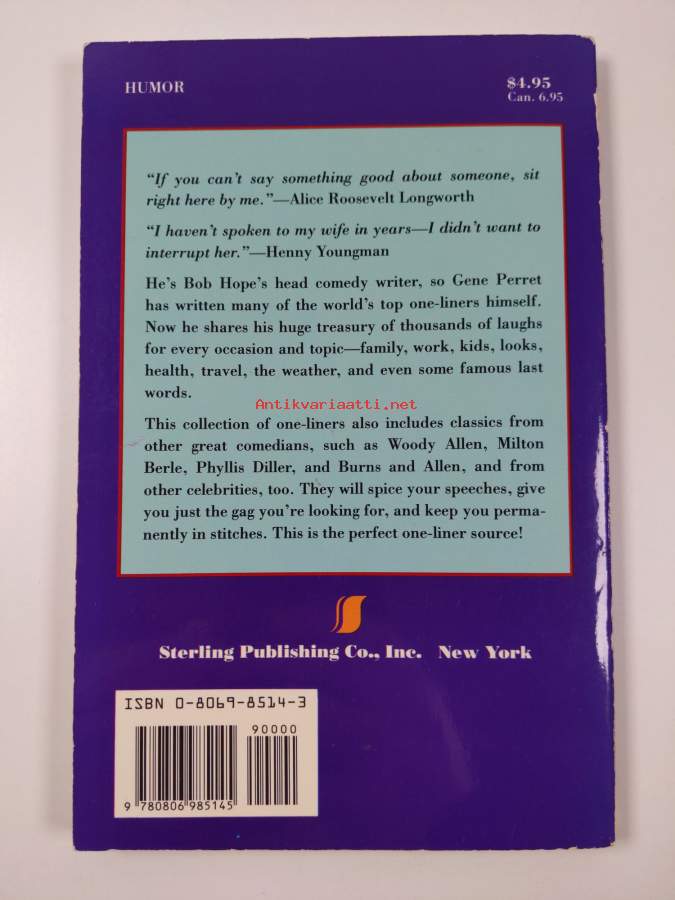 HUMOR
$4.95
Can. 6.95
“If you can’t say something good about someone, sit
right here by me.”—Alice Roosevelt Longworth
“I haven’t spoken to my wife in years—I didn’t want to
interrupt her.”—Henny Youngman
He’s Bob Hope’s head comedy writer, so Gene Perret
has written many of the world’s top one-liners himself.
Now he shares his huge treasury of thousands of laughs
for every occasion and topic—family, work, kids, looks,
health, travel, the weather, and even some famous last
words.
Antikvariaatti.net
This collection of one-liners also includes classics from
other great comedians, such as Woody Allen, Milton
Berle, Phyllis Diller, and Burns and Allen, and from
other celebrities, too. They will spice your speeches, give
you just the gag you’re looking for, and keep you perma-
nently in stitches. This is the perfect one-liner source!
Sterling Publishing Co., Inc. New York
ISBN 0-8069-8514-3
90000
9 780806 985145